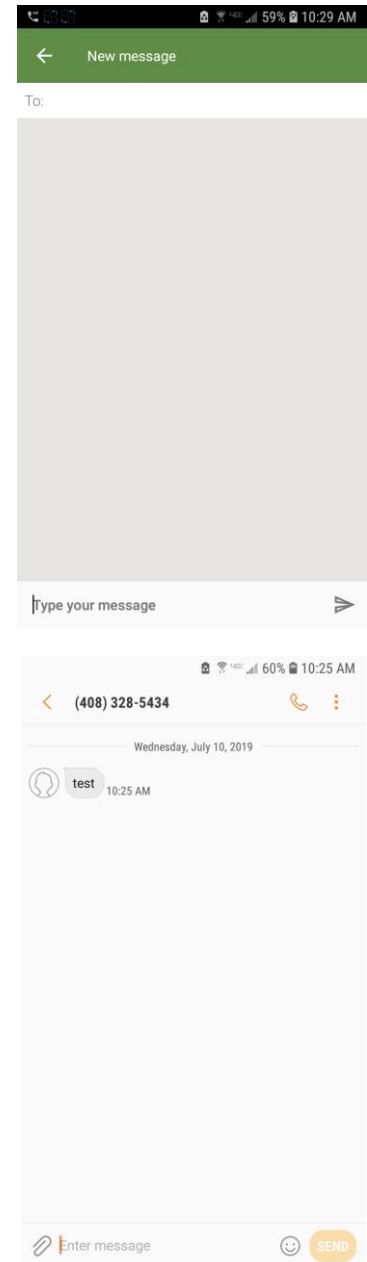 59% 10:29 AM
New message
To:
Type your message
60% 10:25 AM
(408) 328-5434
Wednesday, July 10, 2019
test
10:25 AM
Enter message
SEND